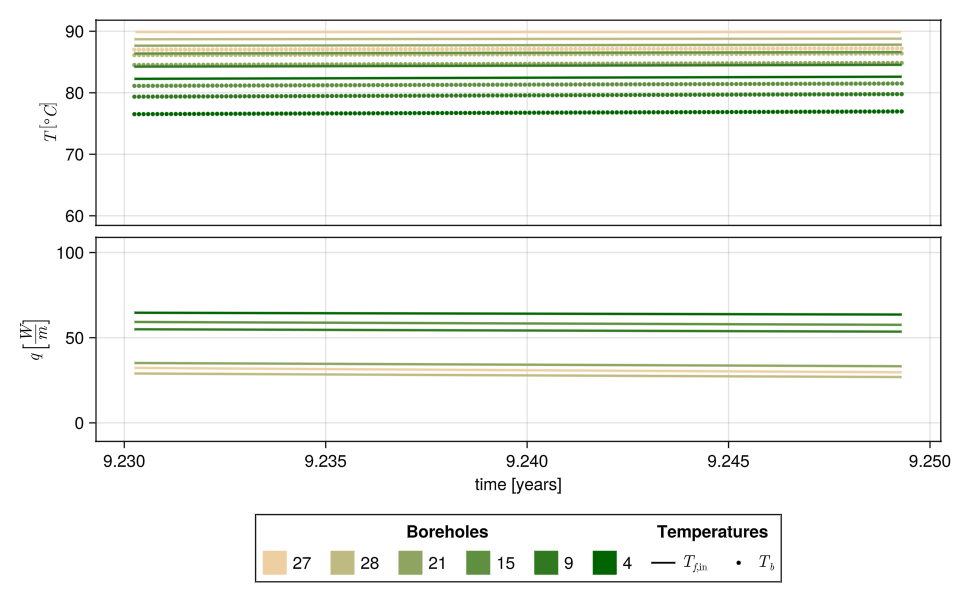 90
80
70
60
T [°C]
100
50
0
q [W/m]
9.230 9.235 9.240 9.245 9.250
time [years]
Boreholes Temperatures
27 28 21 15 9 4 T_{f,in} T_b